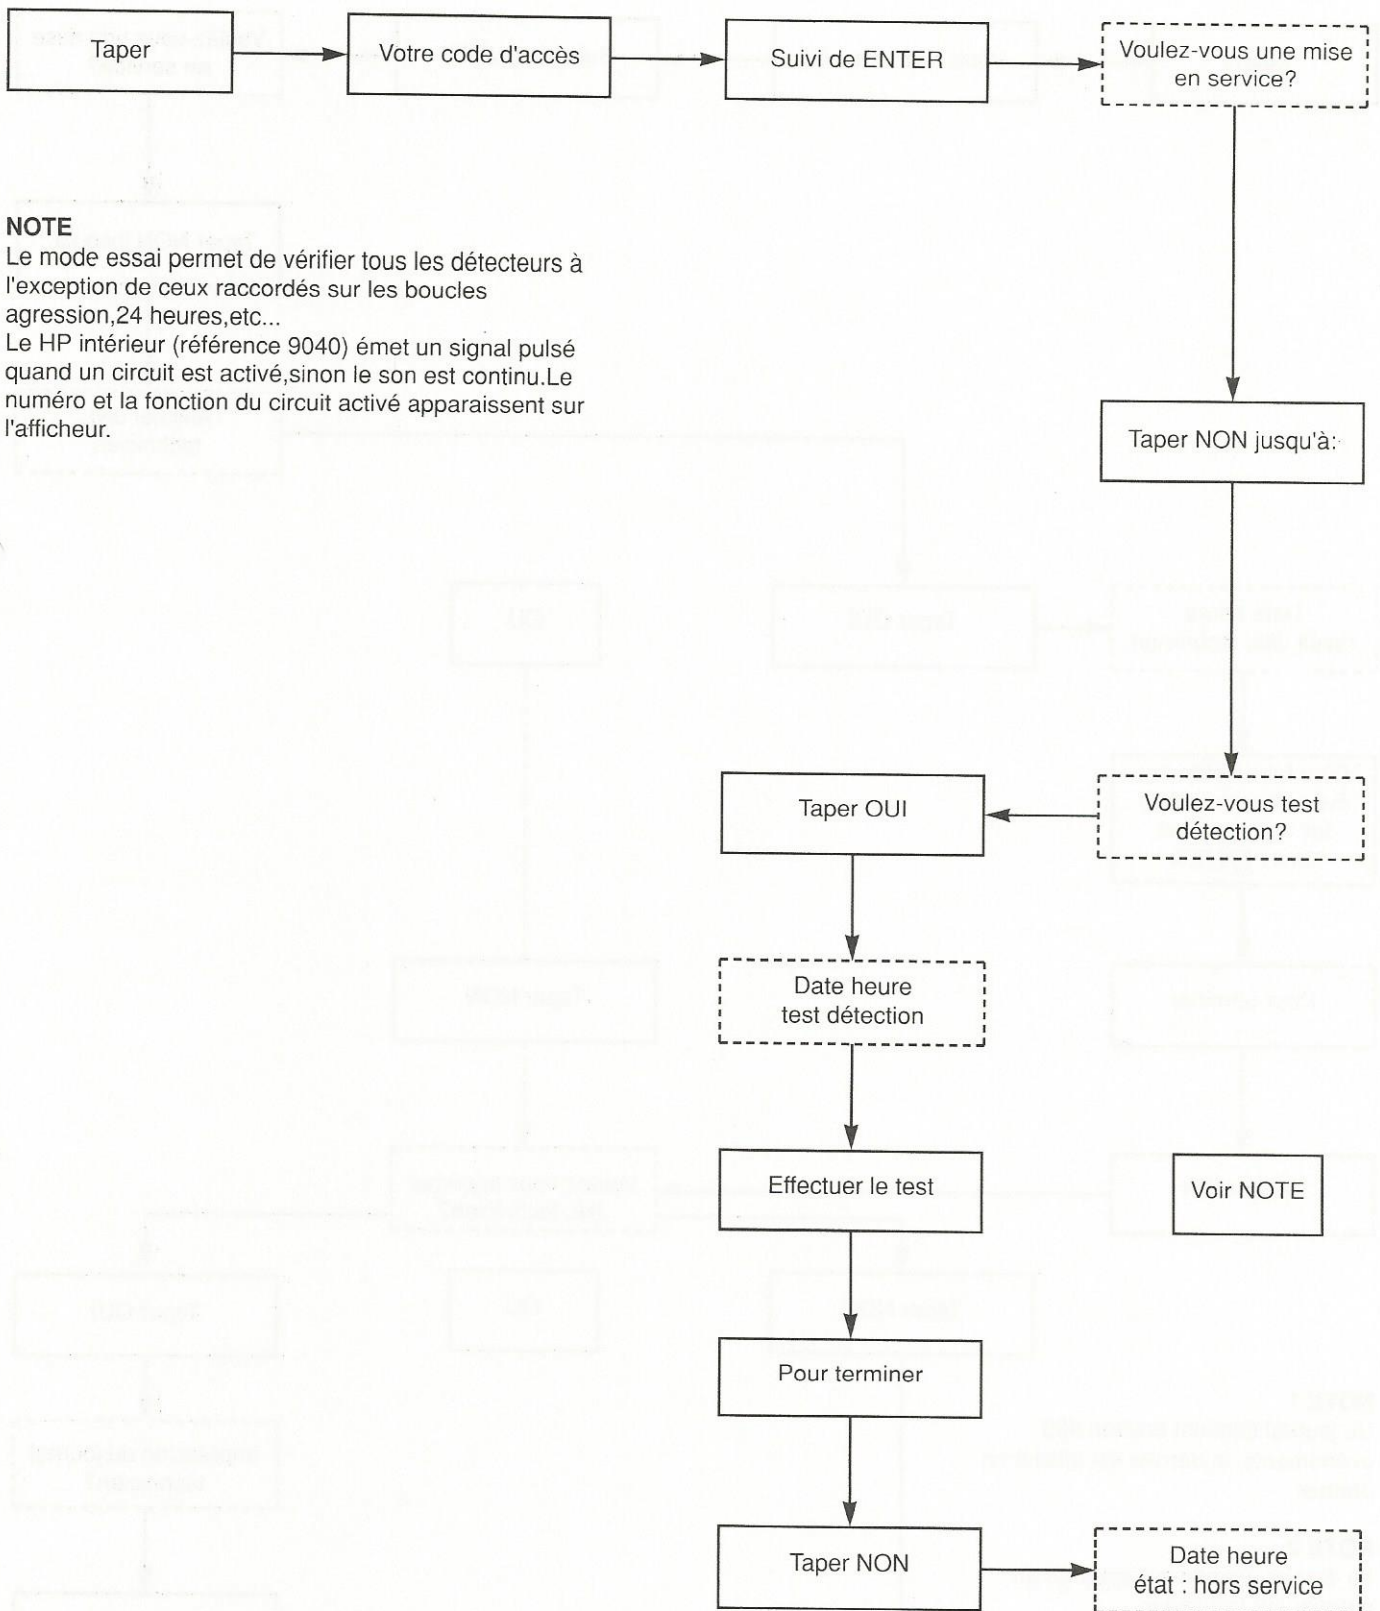 Taper
Votre code d'accès
Suivi de ENTER
Voulez-vous une mise
en service?
NOTE
Le mode essai permet de vérifier tous les détecteurs à
l'exception de ceux raccordés sur les boucles
agression,24 heures,etc...
Le HP intérieur (référence 9040) émet un signal pulsé
quand un circuit est activé,sinon le son est continu.Le
numéro et la fonction du circuit activé apparaissent sur
l'afficheur.
Taper NON jusqu'à:
Voulez-vous test
détection?
Taper OUI
Date heure
test détection
Effectuer le test
Voir NOTE
Pour terminer
Taper NON
Date heure
état : hors service